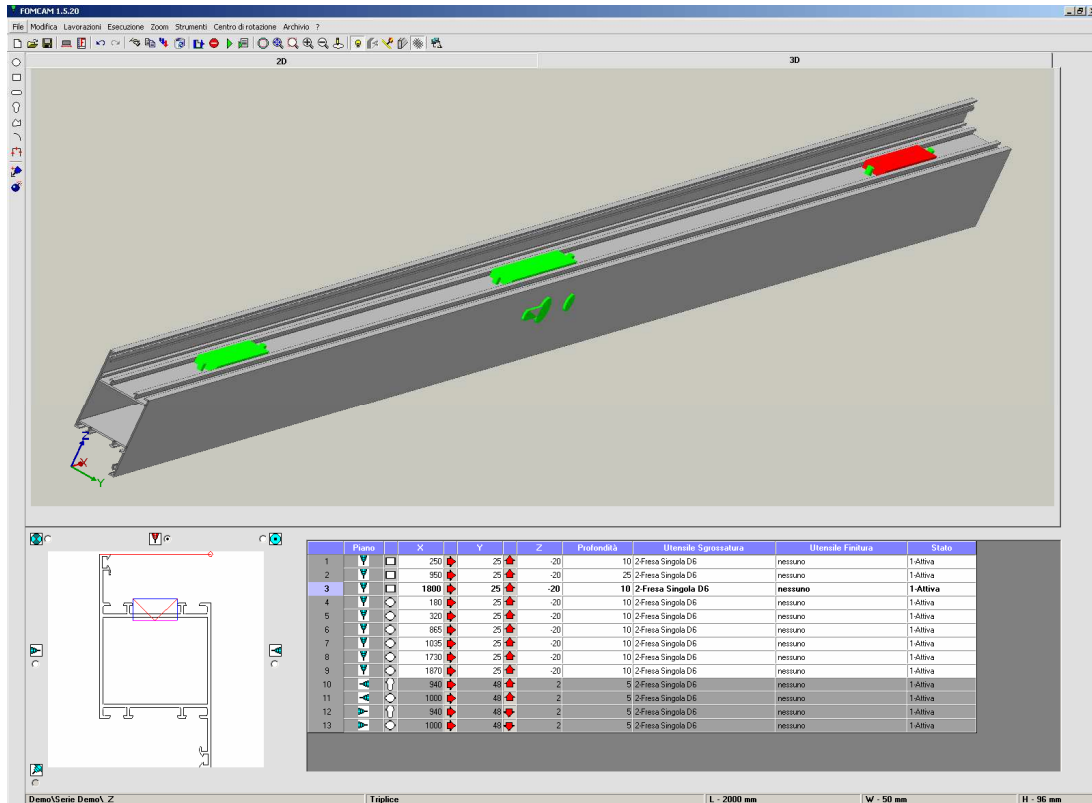 FOMCAM 1.5.20
File Modifica Lavorazioni Esecuzione Zoom Strumenti Centro di rotazione Archivio ?
2D 3D
Z
X
Y
Piano X Y Z Profondità Utensile Sgrossatura Utensile Finitura Stato
1 250 25 -20 10 2-Fresa Singola D6 nessuno 1-Attiva
2 950 25 -20 25 2-Fresa Singola D6 nessuno 1-Attiva
3 1800 25 -20 10 2-Fresa Singola D6 nessuno 1-Attiva
4 180 25 -20 10 2-Fresa Singola D6 nessuno 1-Attiva
5 320 25 -20 10 2-Fresa Singola D6 nessuno 1-Attiva
6 865 25 -20 10 2-Fresa Singola D6 nessuno 1-Attiva
7 1035 25 -20 10 2-Fresa Singola D6 nessuno 1-Attiva
8 1730 25 -20 10 2-Fresa Singola D6 nessuno 1-Attiva
9 1870 25 -20 10 2-Fresa Singola D6 nessuno 1-Attiva
10 940 48 2 5 2-Fresa Singola D6 nessuno 1-Attiva
11 1000 48 2 5 2-Fresa Singola D6 nessuno 1-Attiva
12 940 48 2 5 2-Fresa Singola D6 nessuno 1-Attiva
13 1000 48 2 5 2-Fresa Singola D6 nessuno 1-Attiva
Demo\Serie Demo\ Z Triplice L - 2000 mm W - 50 mm H - 96 mm